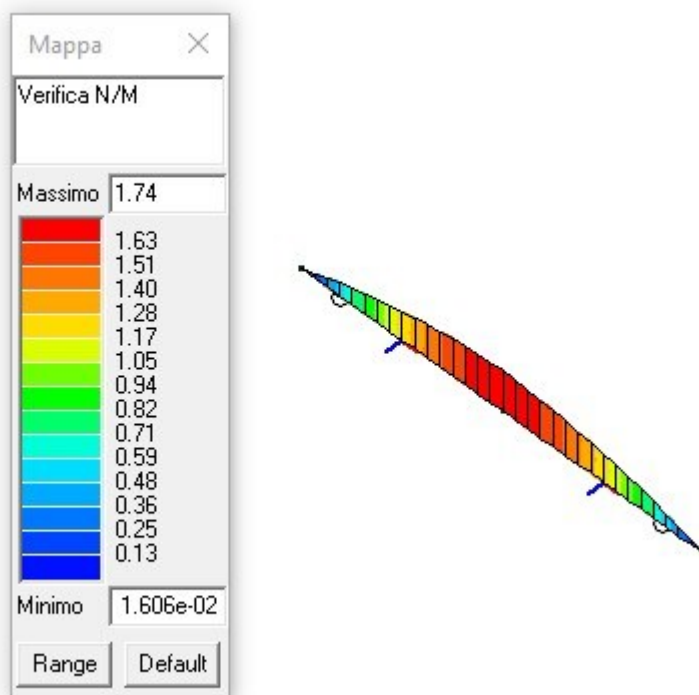 Mappa
Verifica N/M
Massimo 1.74
1.63
1.51
1.40
1.28
1.17
1.05
0.94
0.82
0.71
0.59
0.48
0.36
0.25
0.13
Minimo 1.606e-02
Range Default